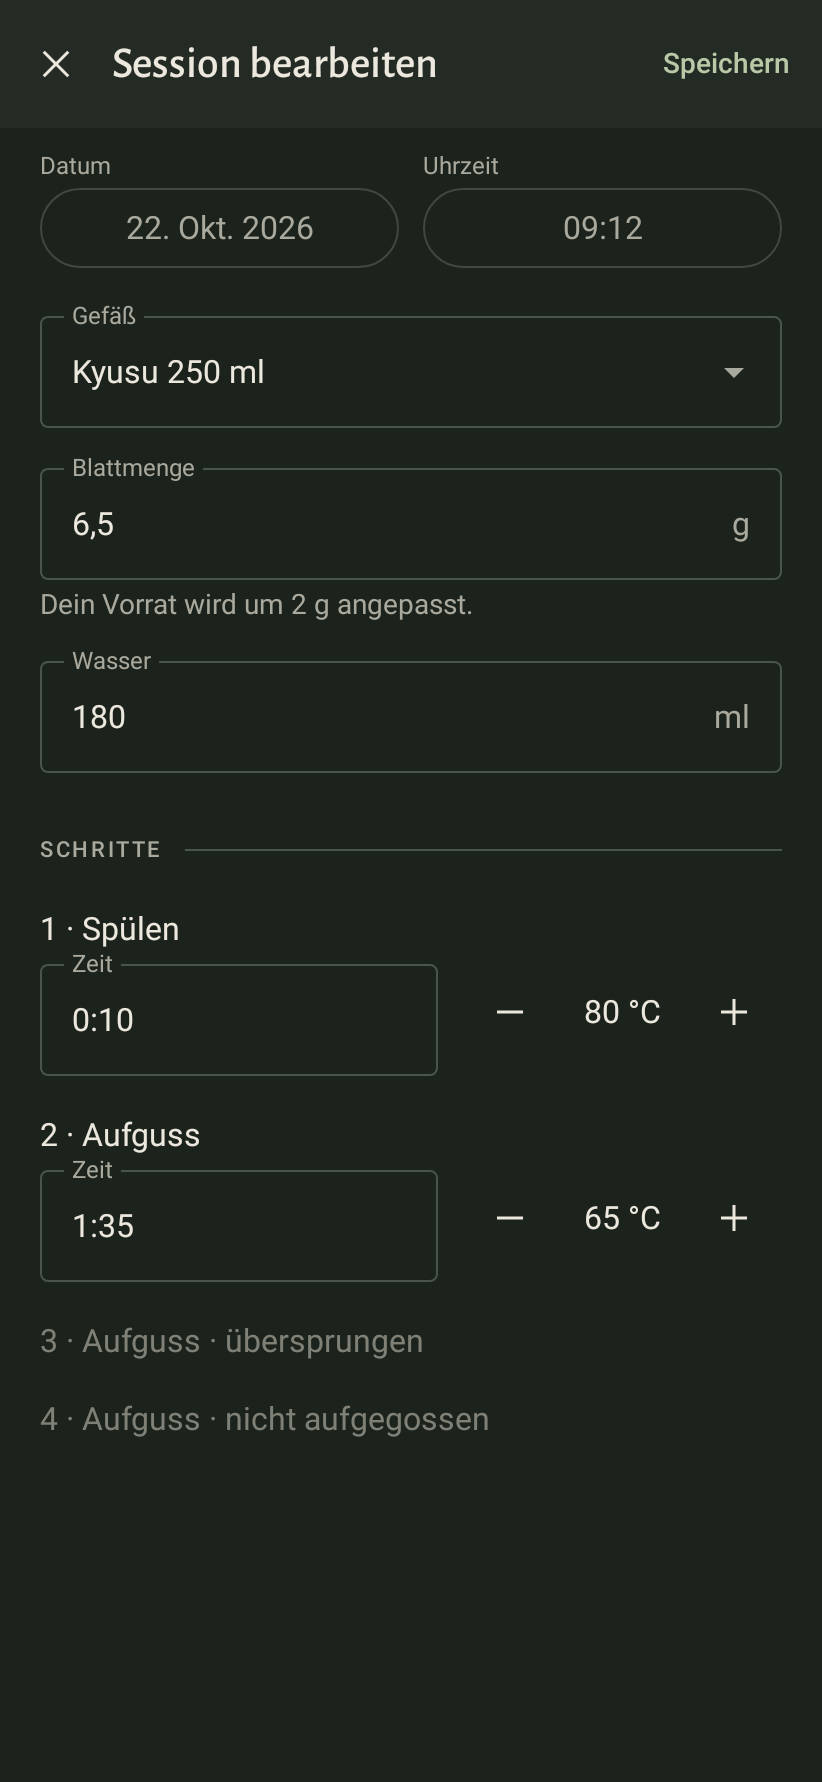 Session bearbeiten
Speichern
Datum
Uhrzeit
22. Okt. 2026
09:12
Gefäß
Kyusu 250 ml
Blattmenge
6,5
g
Dein Vorrat wird um 2 g angepasst.
Wasser
180
ml
SCHRITTE
1 · Spülen
Zeit
0:10
80 °C
2 · Aufguss
Zeit
1:35
65 °C
3 · Aufguss · übersprungen
4 · Aufguss · nicht aufgegossen